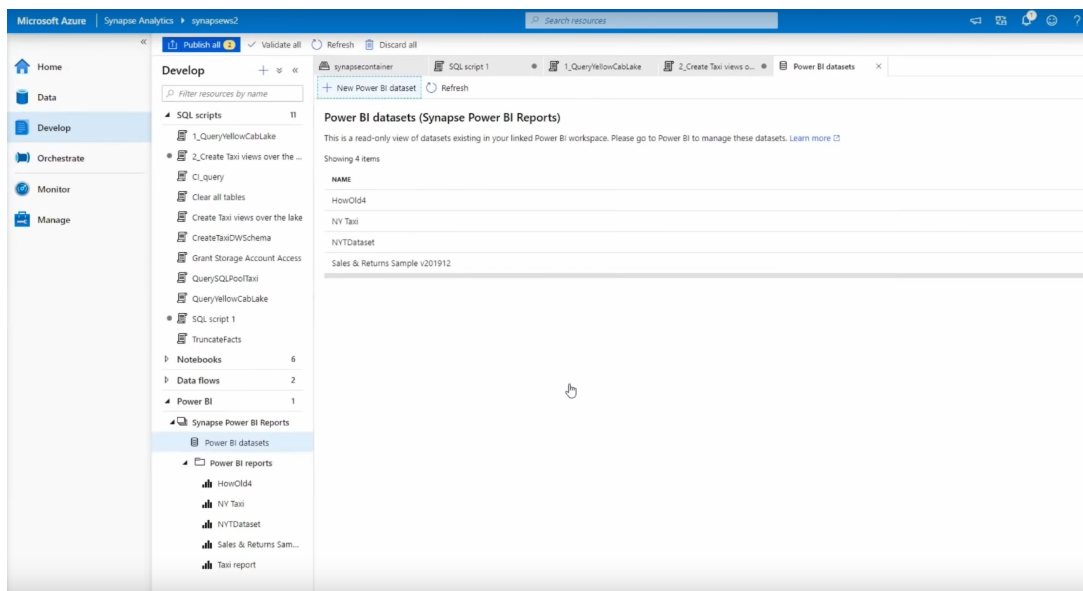 Microsoft Azure Synapse Analytics synapsews2 Search resources ?
Publish all 2 Validate all Refresh Discard all
Home
Data
Develop
Orchestrate
Monitor
Manage
Develop
Filter resources by name
SQL scripts 11
1_QueryYellowCabLake
2_Create Taxi views over the ...
CI_query
Clear all tables
Create Taxi views over the lake
CreateTaxiDWSchema
Grant Storage Account Access
QuerySQLPoolTaxi
QueryYellowCabLake
SQL script 1
TruncateFacts
Notebooks 6
Data flows 2
Power BI 1
Synapse Power BI Reports
Power BI datasets
Power BI reports
HowOld4
NY Taxi
NYTDataset
Sales & Returns Sam...
Taxi report
synapsecontainer SQL script 1 1_QueryYellowCabLake 2_Create Taxi views o... Power BI datasets
New Power BI dataset Refresh
Power BI datasets (Synapse Power BI Reports)
This is a read-only view of datasets existing in your linked Power BI workspace. Please go to Power BI to manage these datasets. Learn more
Showing 4 items
NAME
HowOld4
NY Taxi
NYTDataset
Sales & Returns Sample v201912